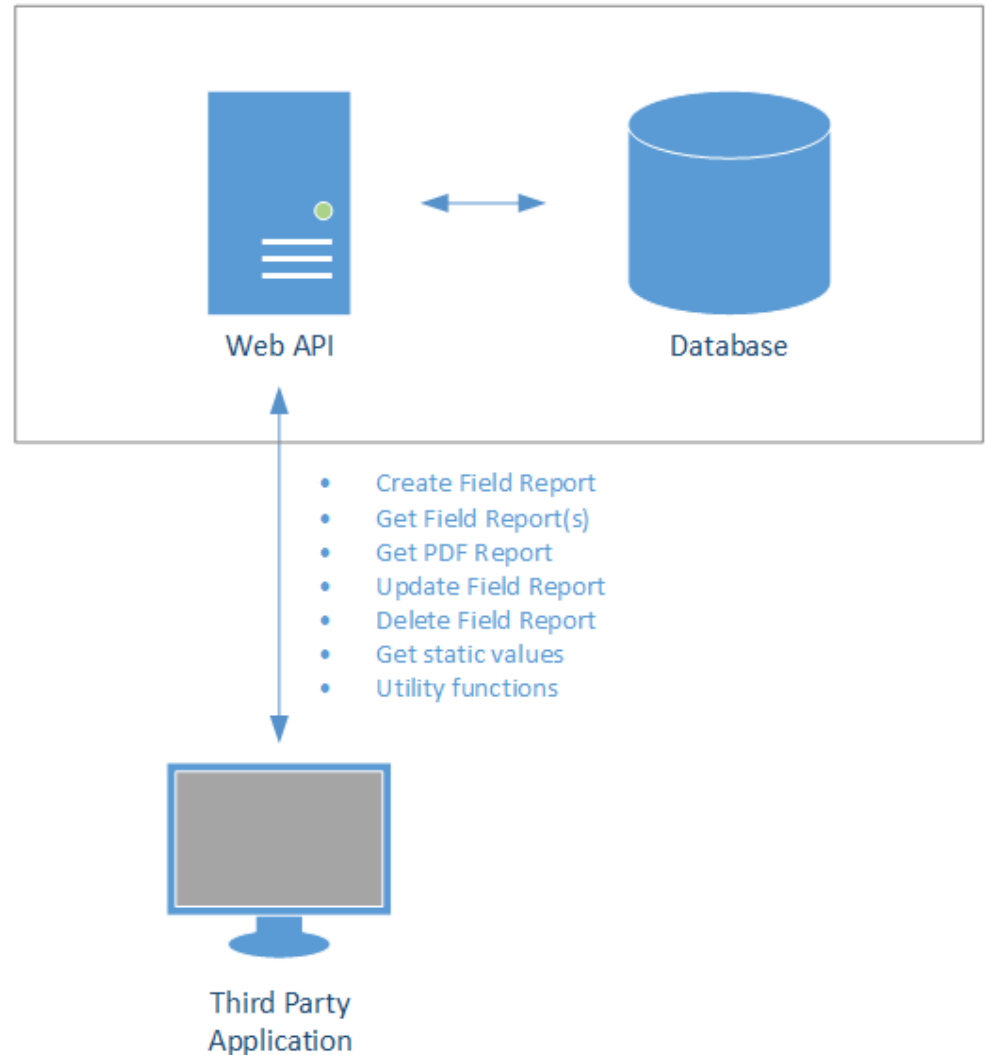 Web API
Database
• Create Field Report
• Get Field Report(s)
• Get PDF Report
• Update Field Report
• Delete Field Report
• Get static values
• Utility functions
Third Party
Application